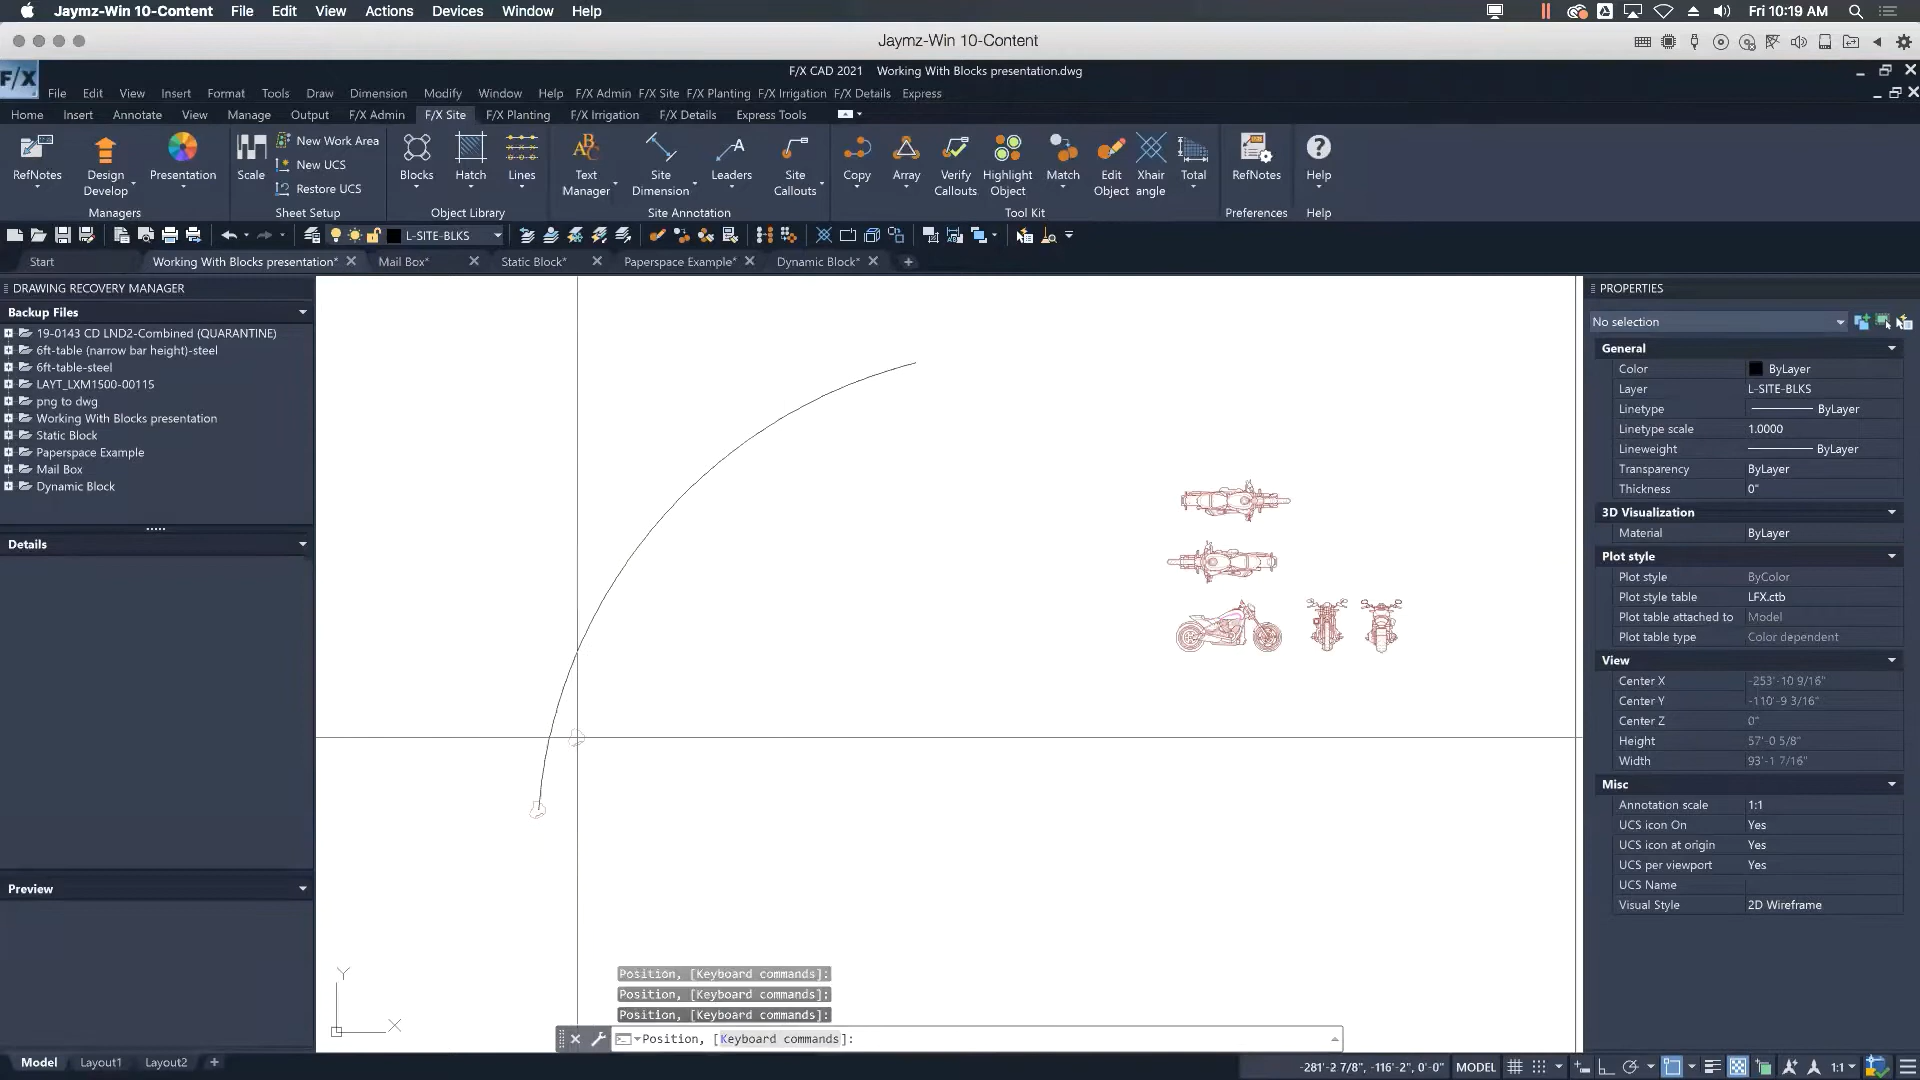 Jaymz-Win 10-Content File Edit View Actions Devices Window Help Fri 10:19 AM
Jaymz-Win 10-Content
F/X F/X CAD 2021 Working With Blocks presentation.dwg
File Edit View Insert Format Tools Draw Dimension Modify Window Help F/X Admin F/X Site F/X Planting F/X Irrigation F/X Details Express
Home Insert Annotate View Manage Output F/X Admin F/X Site F/X Planting F/X Irrigation F/X Details Express Tools
RefNotes
Design
Develop
Presentation
Managers
Scale
New Work Area
New UCS
Restore UCS
Sheet Setup
Blocks
Hatch
Lines
Object Library
Text
Manager
Site
Dimension
Leaders
Site
Callouts
Site Annotation
Copy
Array
Verify
Callouts
Highlight
Object
Match
Edit
Object
Xhair
angle
Total
Tool Kit
RefNotes
Preferences
Help
Help
L-SITE-BLKS
Start Working With Blocks presentation* Mail Box* Static Block* Paperspace Example* Dynamic Block*
DRAWING RECOVERY MANAGER
Backup Files
19-0143 CD LND2-Combined (QUARANTINE)
6ft-table (narrow bar height)-steel
6ft-table-steel
LAYT_LXM1500-00115
png to dwg
Working With Blocks presentation
Static Block
Paperspace Example
Mail Box
Dynamic Block
Details
Preview
Y
X
Position, [Keyboard commands]:
Position, [Keyboard commands]:
Position, [Keyboard commands]:
Position, [Keyboard commands]:
PROPERTIES
No selection
General
Color ByLayer
Layer L-SITE-BLKS
Linetype ByLayer
Linetype scale 1.0000
Lineweight ByLayer
Transparency ByLayer
Thickness 0"
3D Visualization
Material ByLayer
Plot style
Plot style ByColor
Plot style table LFX.ctb
Plot table attached to Model
Plot table type Color dependent
View
Center X -253'-10 9/16"
Center Y -110'-9 3/16"
Center Z 0"
Height 57'-0 5/8"
Width 93'-1 7/16"
Misc
Annotation scale 1:1
UCS icon On Yes
UCS icon at origin Yes
UCS per viewport Yes
UCS Name
Visual Style 2D Wireframe
Model Layout1 Layout2 +
-281'-2 7/8", -116'-2", 0'-0" MODEL 1:1